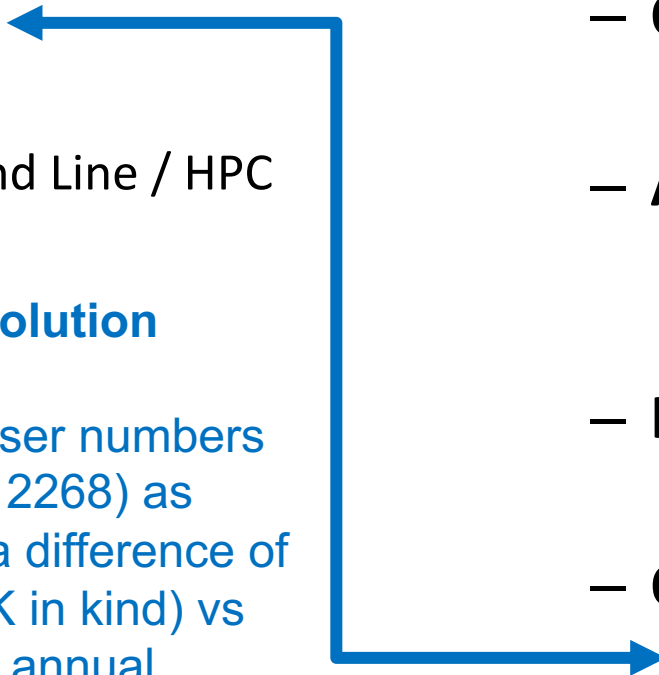 nd Line / HPC
olution
ser numbers
2268) as
a difference of
K in kind) vs
annual
–
–
–
–